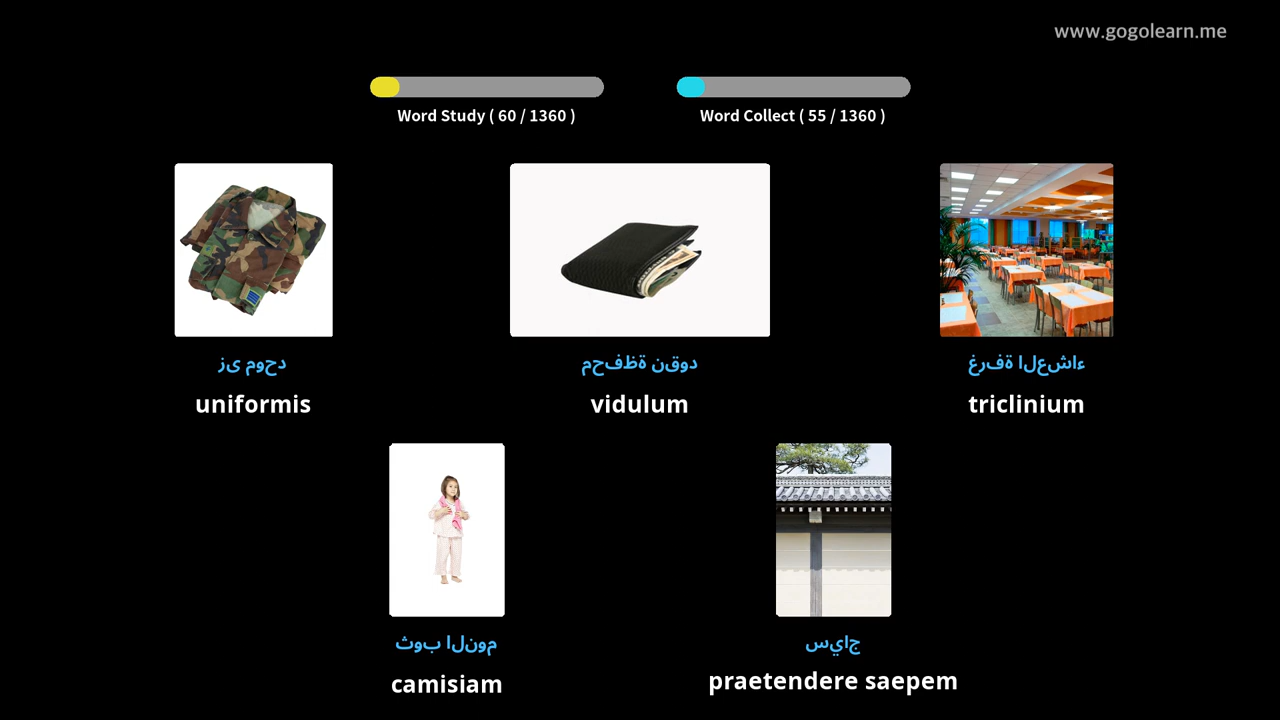 www.gogolearn.me
Word Study ( 60 / 1360 )
Word Collect ( 55 / 1360 )
زى موحد
محفظة نقود
غرفة العشاء
uniformis
vidulum
triclinium
ثوب النوم
سياج
camisiam
praetendere saepem